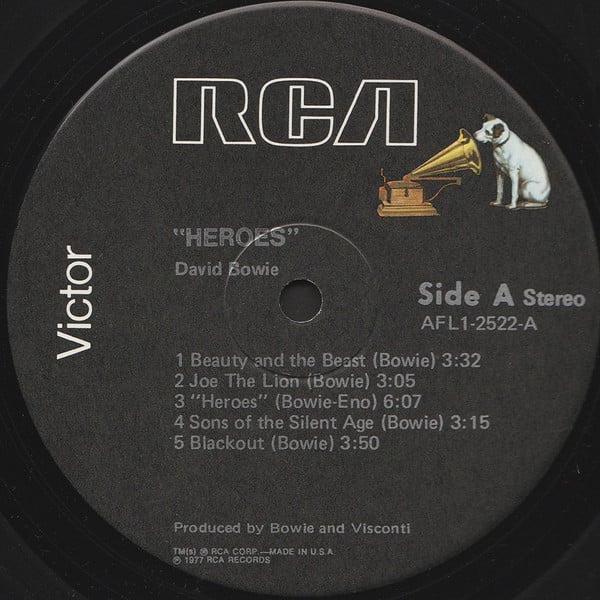 RCA
Victor
"HEROES"
David Bowie
Side A Stereo
AFL1-2522-A
1 Beauty and the Beast (Bowie) 3:32
2 Joe The Lion (Bowie) 3:05
3 "Heroes" (Bowie-Eno) 6:07
4 Sons of the Silent Age (Bowie) 3:15
5 Blackout (Bowie) 3:50
Produced by Bowie and Visconti
TM(s) ® RCA CORP.—MADE IN U.S.A.
℗ 1977 RCA RECORDS